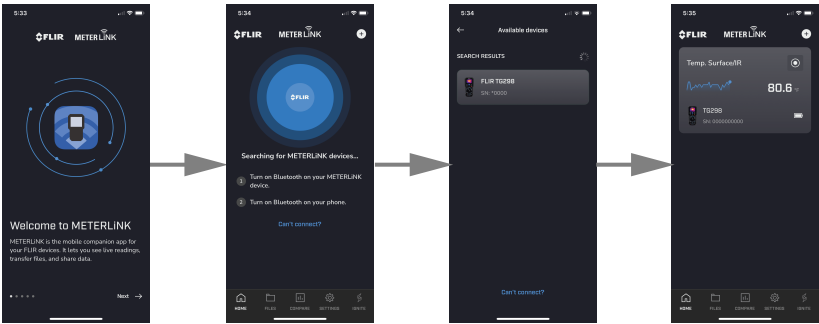 5:33
FLIR METERLiNK
Welcome to METERLiNK
METERLiNK is the mobile companion app for
your FLIR devices. It lets you see live readings,
transfer files, and share data.
Next
5:34
FLIR METERLiNK
FLIR
Searching for METERLiNK devices...
1 Turn on Bluetooth on your METERLiNK
device.
2 Turn on Bluetooth on your phone.
Can't connect?
HOME FILES COMPARE SETTINGS IGNITE
5:34
Available devices
SEARCH RESULTS
FLIR TG298
SN: *0000
Can't connect?
5:35
FLIR METERLiNK
Temp. Surface/IR
80.6 °F
TG298
SN: 0000000000
HOME FILES COMPARE SETTINGS IGNITE